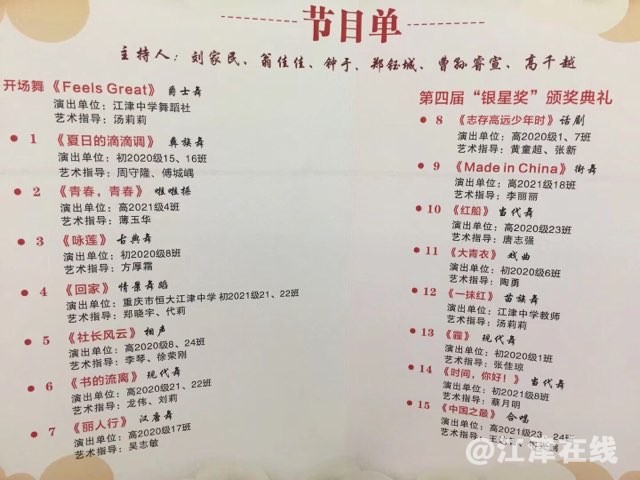 节目单
主持人：刘家民、翁佳佳、钟于、郑钰城、曹孙睿宣、高千越
开场舞《Feels Great》 爵士舞
演出单位：江津中学舞蹈社
艺术指导：汤莉莉
1 《夏日的滴滴调》 彝族舞
演出单位：初2020级15、16班
艺术指导：周守隆、傅城嵎
2 《青春，青春》 啦啦操
演出单位：高2021级4班
艺术指导：薄玉华
3 《咏莲》 古典舞
演出单位：初2020级8班
艺术指导：方厚霜
4 《回家》 情景舞蹈
演出单位：重庆市恒大江津中学 初2021级21、22班
艺术指导：郑晓宇、代莉
5 《社长风云》 相声
演出单位：高2020级8、24班
艺术指导：李琴、徐荣刚
6 《书的流离》 现代舞
演出单位：高2020级21、22班
艺术指导：龙伟、刘莉
7 《丽人行》 汉唐舞
演出单位：高2020级17班
艺术指导：吴志敏
第四届“银星奖”颁奖典礼
8 《志存高远少年时》话剧
演出单位：高2020级1、7班
艺术指导：黄童超、张新
9 《Made in China》 街舞
演出单位：高2021级18班
艺术指导：李丽丽
10 《红船》 当代舞
演出单位：高2020级23班
艺术指导：唐志强
11 《大青衣》 戏曲
演出单位：初2020级6班
艺术指导：陶勇
12 《一抹红》 苗族舞
演出单位：江津中学教师
艺术指导：汤莉莉
13 《霾》 现代舞
演出单位：初2020级1班
艺术指导：张佳琼
14 《时间，你好！》 当代舞
演出单位：初2021级8班
艺术指导：蔡月明
15 《中国之最》 合唱
演出单位：高2021级23、24班
艺术指导：
@江津在线